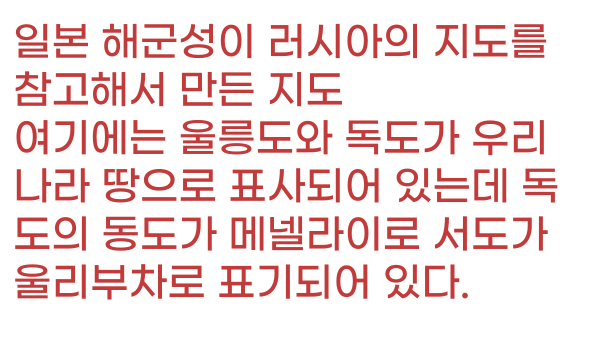 일본 해군성이 러시아의 지도를
참고해서 만든 지도
여기에는 울릉도와 독도가 우리
나라 땅으로 표사되어 있는데 독
도의 동도가 메넬라이로 서도가
울리부차로 표기되어 있다.